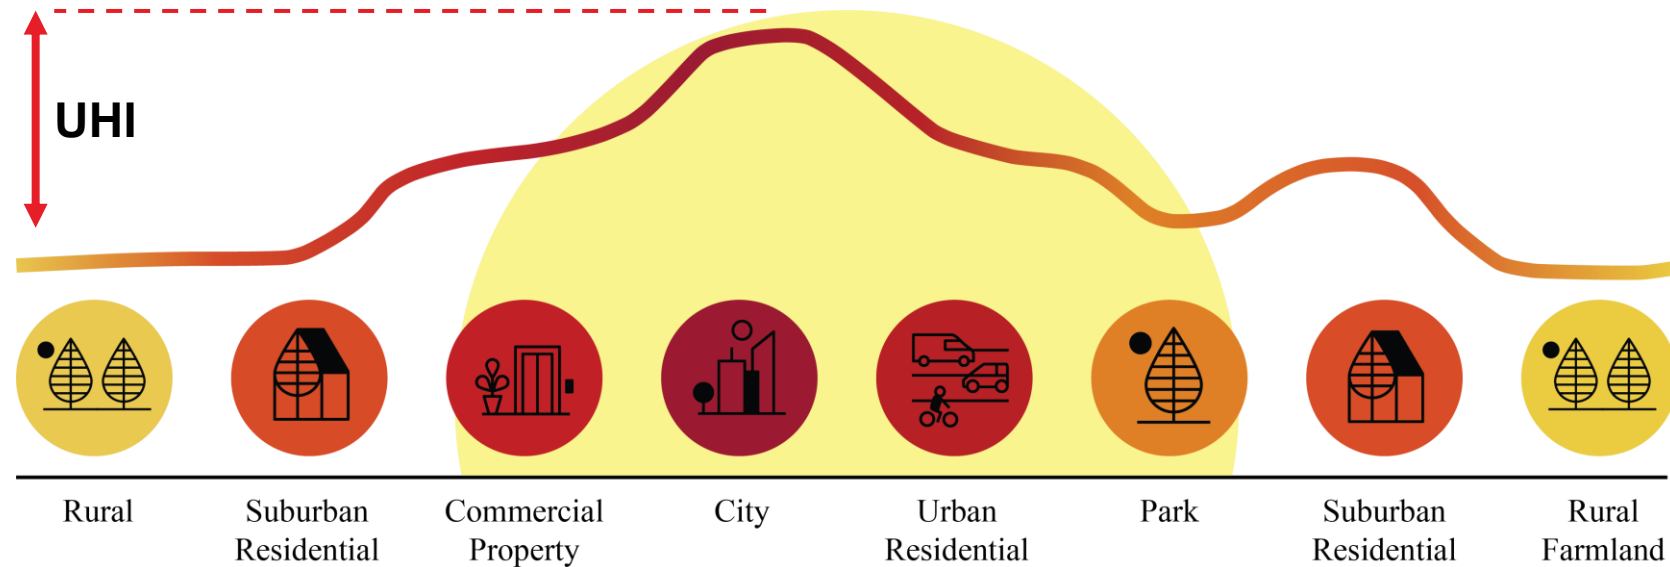 UHI
Rural
Suburban
Residential
Commercial
Property
City
Urban
Residential
Park
Suburban
Residential
Rural
Farmland